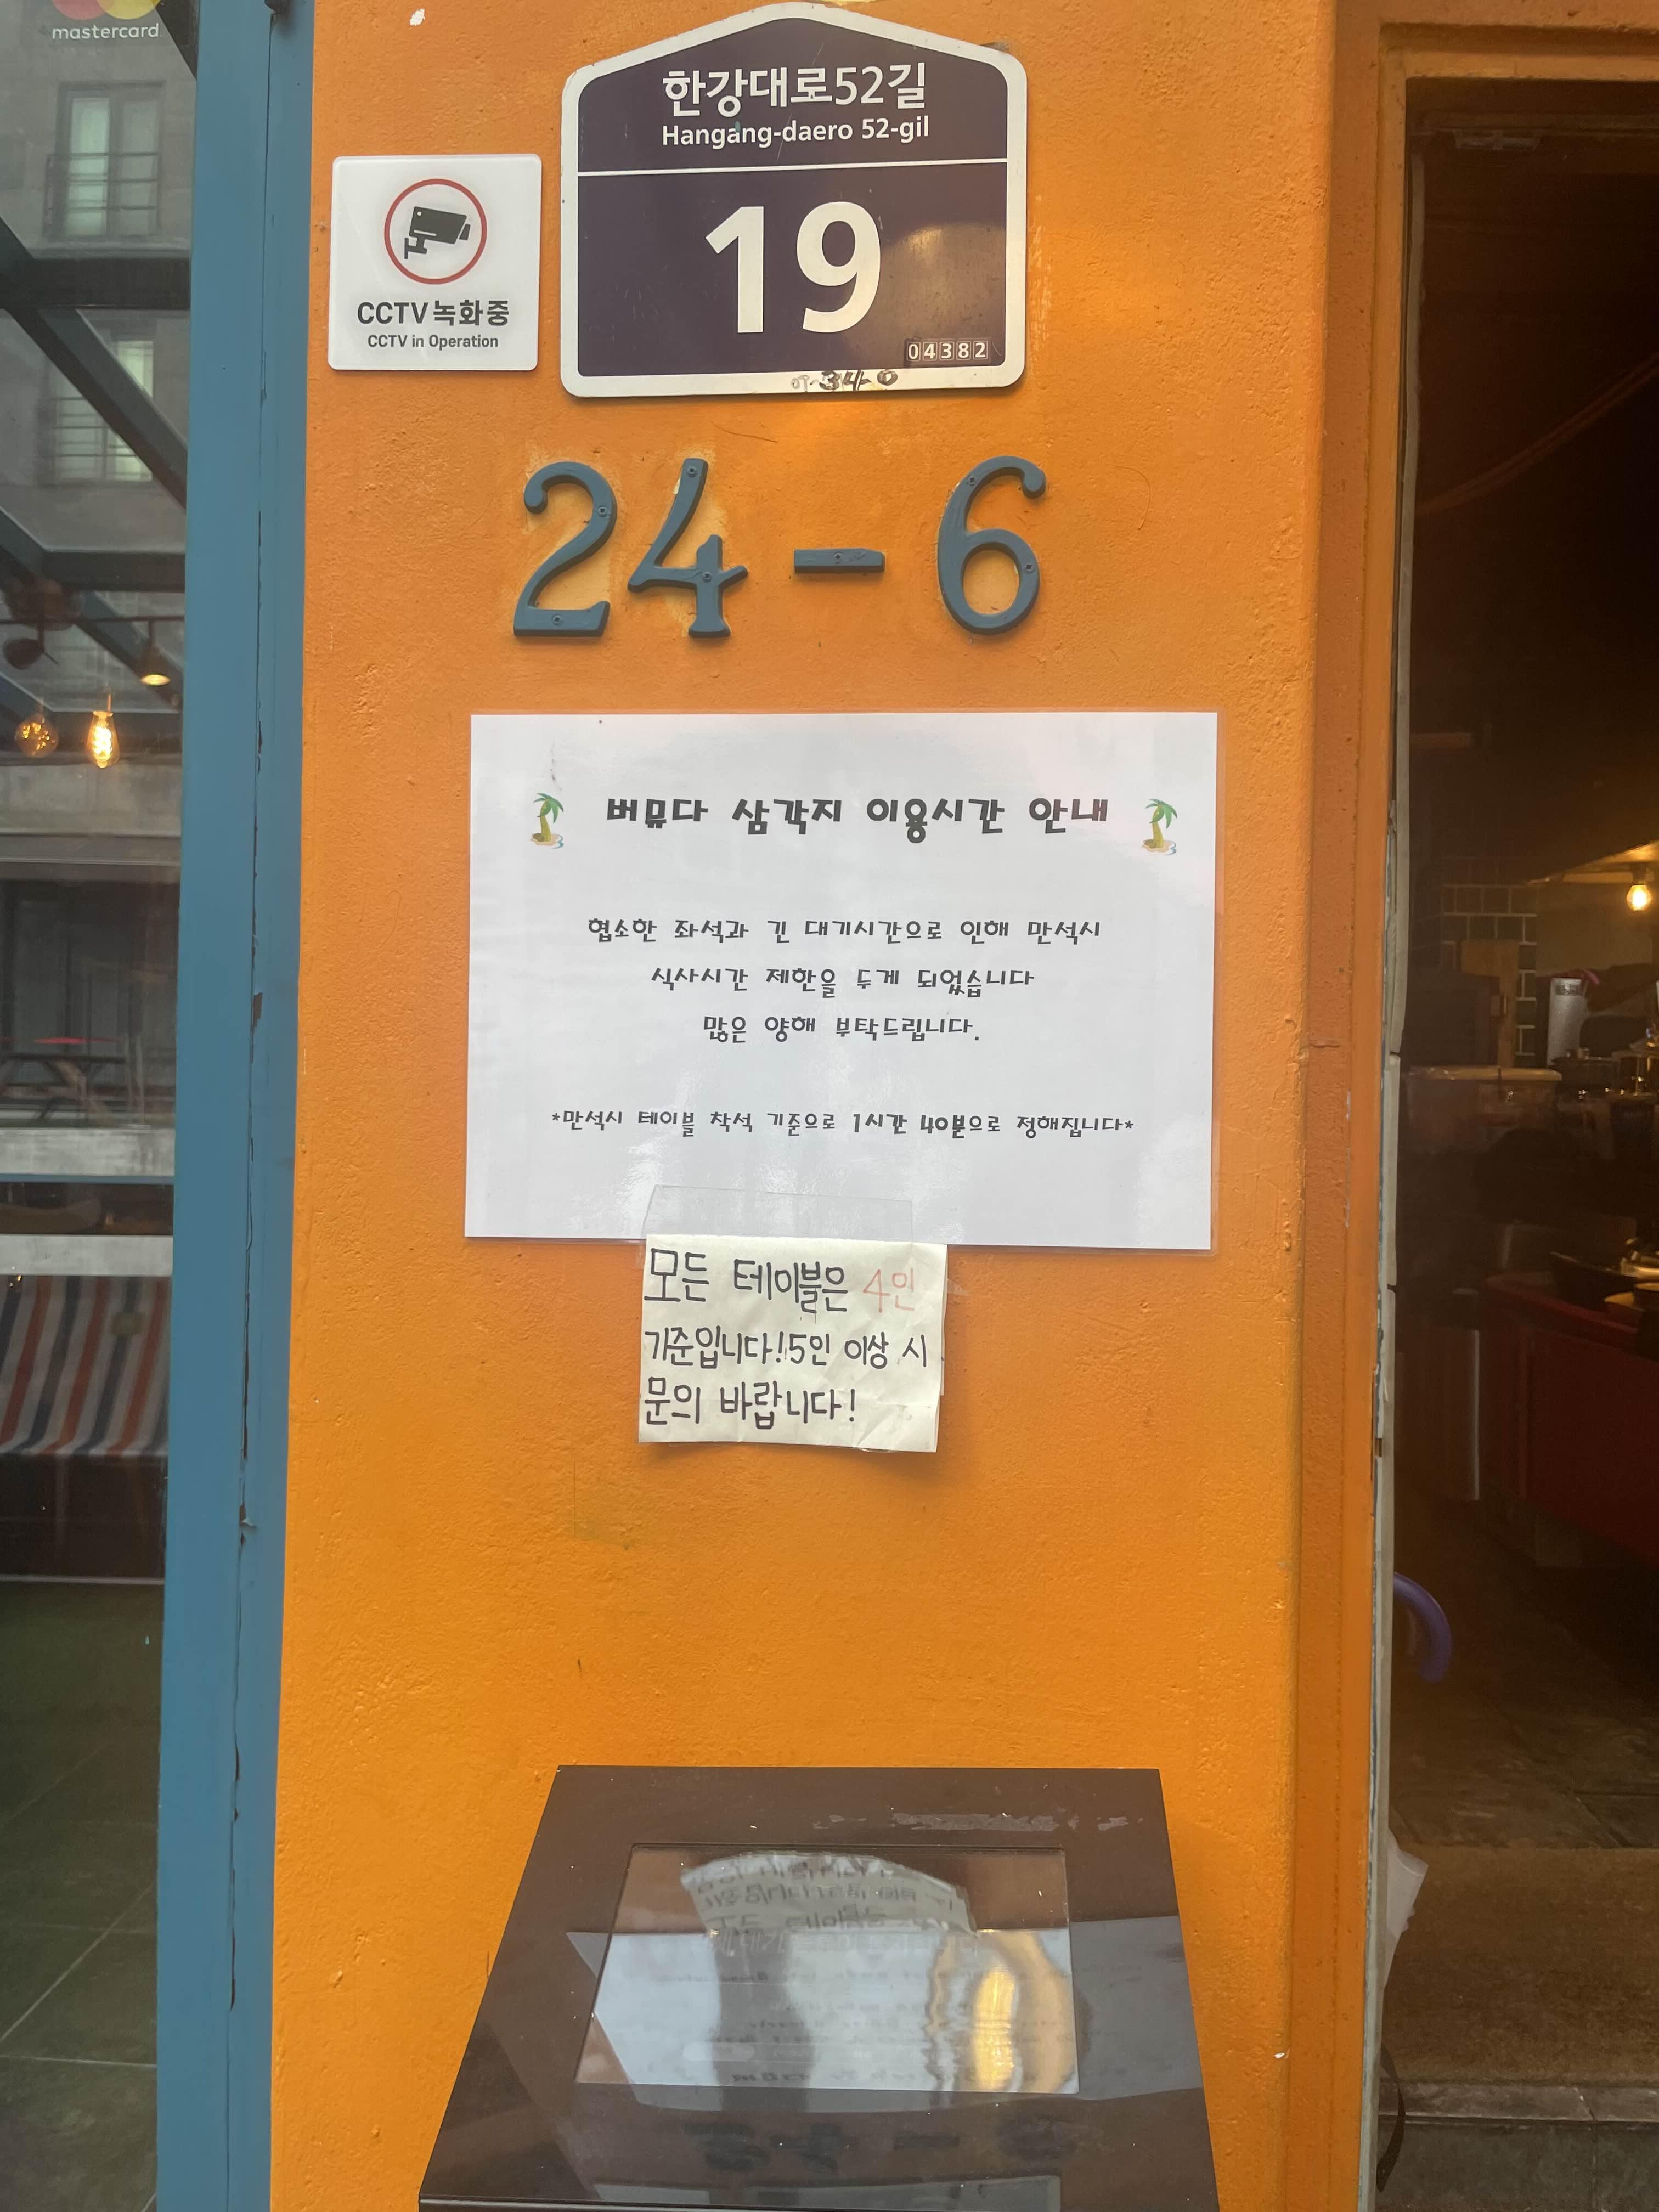 mastercard
한강대로52길
Hangang-daero 52-gil
19
04382
CCTV 녹화중
CCTV in Operation
24-6
버뮤다 삼각지 이용시간 안내
협소한 좌석과 긴 대기시간으로 인해 만석시
식사시간 제한을 두게 되었습니다
많은 양해 부탁드립니다.
*만석시 테이블 착석 기준으로 1시간 40분으로 정해집니다*
모든 테이블은 4인
기준입니다!5인 이상 시
문의 바랍니다!